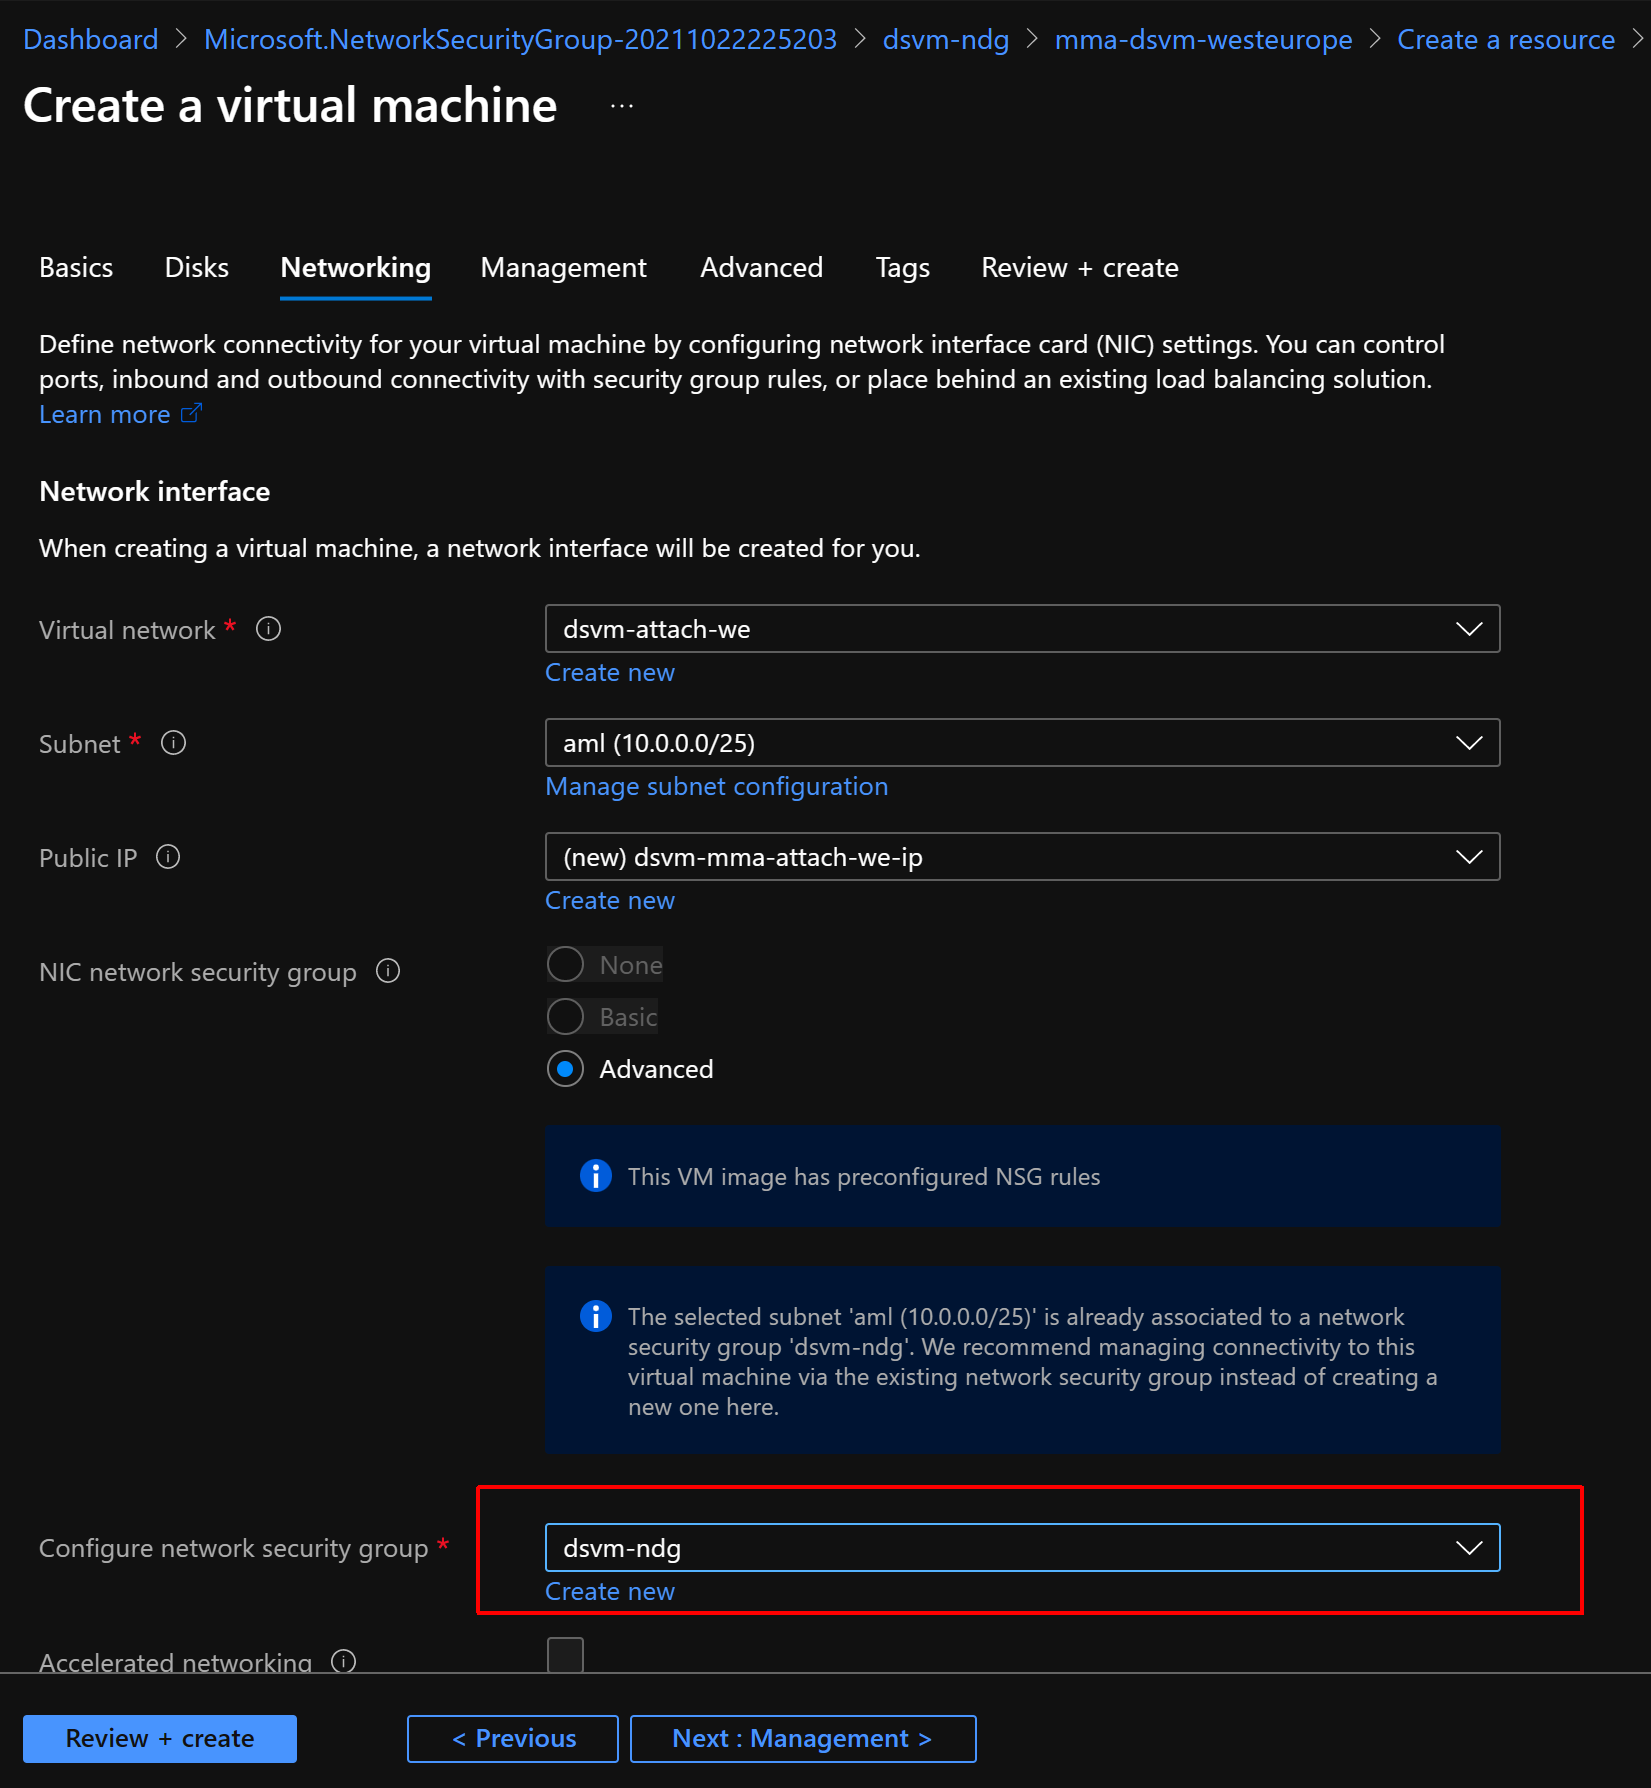 Dashboard > Microsoft.NetworkSecurityGroup-20211022225203 > dsvm-ndg > mma-dsvm-westeurope > Create a resource >
Create a virtual machine ...
Basics Disks Networking Management Advanced Tags Review + create
Define network connectivity for your virtual machine by configuring network interface card (NIC) settings. You can control
ports, inbound and outbound connectivity with security group rules, or place behind an existing load balancing solution.
Learn more
Network interface
When creating a virtual machine, a network interface will be created for you.
Virtual network * dsvm-attach-we
Create new
Subnet * aml (10.0.0.0/25)
Manage subnet configuration
Public IP (new) dsvm-mma-attach-we-ip
Create new
NIC network security group None
Basic
Advanced
This VM image has preconfigured NSG rules
The selected subnet 'aml (10.0.0.0/25)' is already associated to a network
security group 'dsvm-ndg'. We recommend managing connectivity to this
virtual machine via the existing network security group instead of creating a
new one here.
Configure network security group * dsvm-ndg
Create new
Accelerated networking
Review + create < Previous Next : Management >